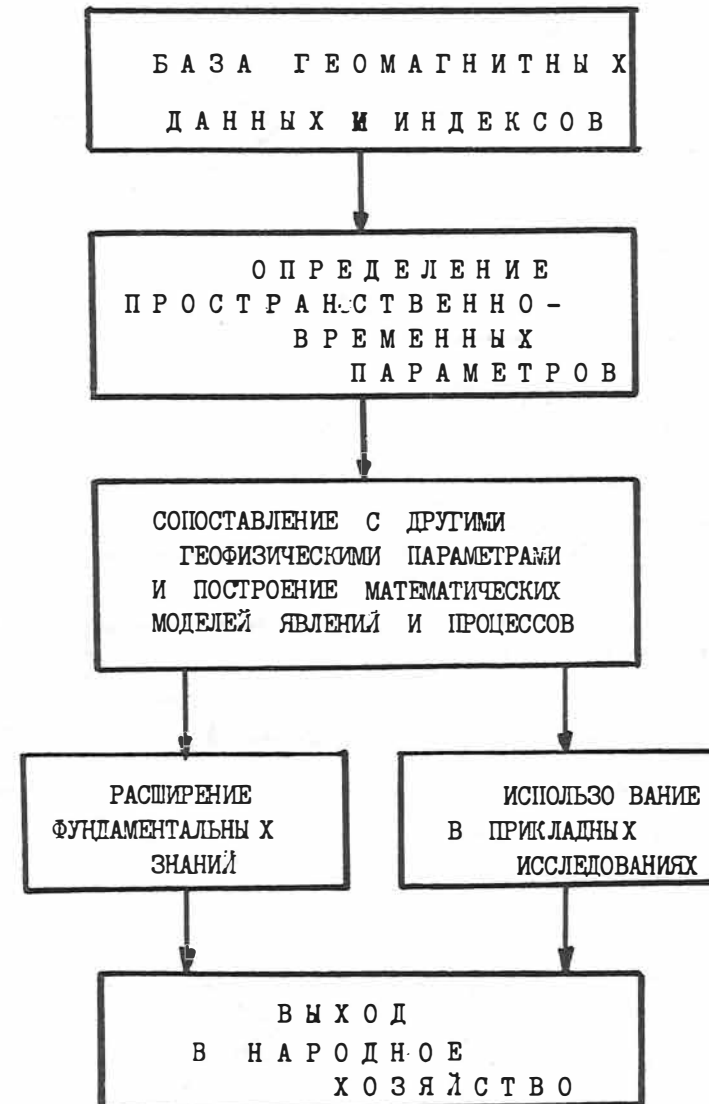 БАЗА ГЕОМАГНИТНЫХ
ДАННЫХ И ИНДЕКСОВ
ОПРЕДЕЛЕНИЕ
ПРОСТРАНСТВЕННО-
ВРЕМЕННЫХ
ПАРАМЕТРОВ
СОПОСТАВЛЕНИЕ С ДРУГИМИ
ГЕОФИЗИЧЕСКИМИ ПАРАМЕТРАМИ
И ПОСТРОЕНИЕ МАТЕМАТИЧЕСКИХ
МОДЕЛЕЙ ЯВЛЕНИЙ И ПРОЦЕССОВ
РАСШИРЕНИЕ
ФУНДАМЕНТАЛЬНЫХ
ЗНАНИЙ
ИСПОЛЬЗОВАНИЕ
В ПРИКЛАДНЫХ
ИССЛЕДОВАНИЯХ
ВЫХОД
В НАРОДНОЕ
ХОЗЯЙСТВО